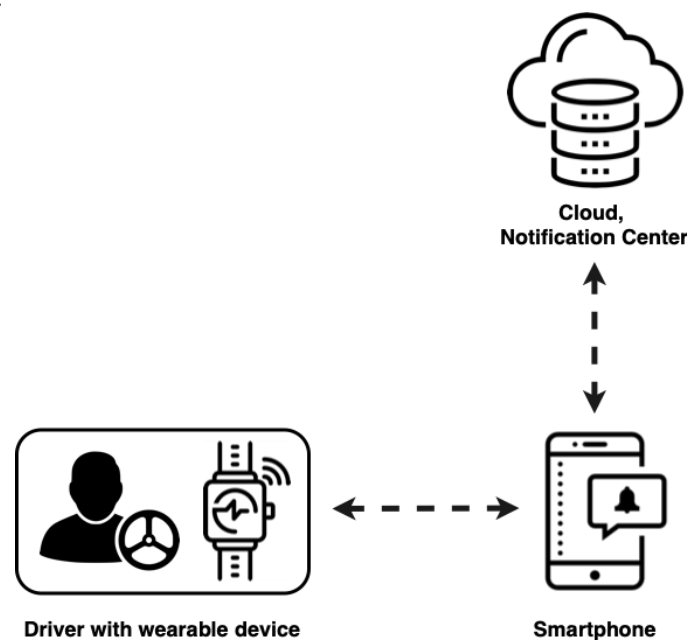 Cloud,
Notification Center
Driver with wearable device
Smartphone